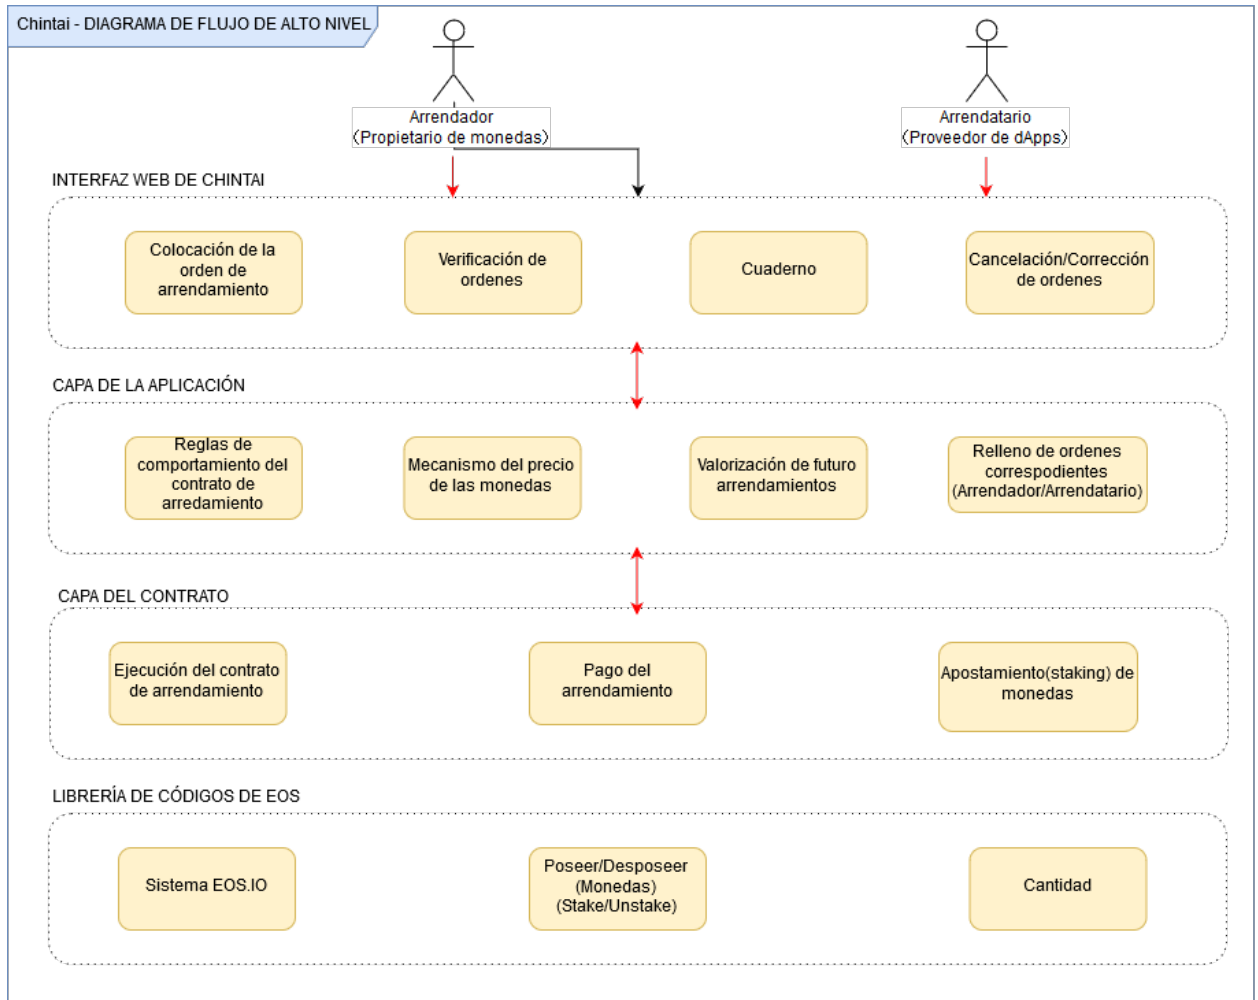 Chintai - DIAGRAMA DE FLUJO DE ALTO NIVEL
Arrendador
(Propietario de monedas)
Arrendatario
(Proveedor de dApps)
INTERFAZ WEB DE CHINTAI
Colocación de la
orden de
arrendamiento
Verificación de
ordenes
Cuaderno
Cancelación/Corrección
de ordenes
CAPA DE LA APLICACIÓN
Reglas de
comportamiento del
contrato de
arredamiento
Mecanismo del precio
de las monedas
Valorización de futuro
arrendamientos
Relleno de ordenes
correspodientes
(Arrendador/Arrendatario)
CAPA DEL CONTRATO
Ejecución del contrato
de arrendamiento
Pago del
arrendamiento
Apostamiento(staking) de
monedas
LIBRERÍA DE CÓDIGOS DE EOS
Sistema EOS.IO
Poseer/Desposeer
(Monedas)
(Stake/Unstake)
Cantidad